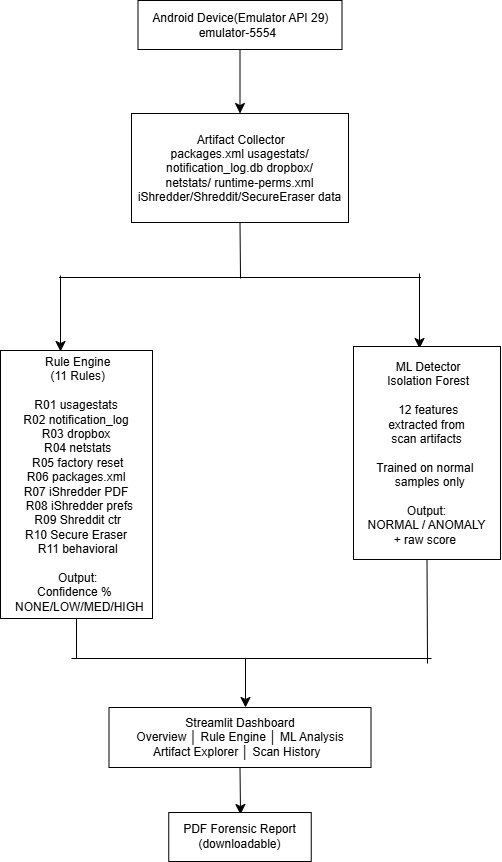 Android Device(Emulator API 29)
emulator-5554
Artifact Collector
packages.xml usagestats/
notification_log.db dropbox/
netstats/ runtime-perms.xml
iShredder/Shreddit/SecureEraser data
Rule Engine
(11 Rules)
R01 usagestats
R02 notification_log
R03 dropbox
R04 netstats
R05 factory reset
R06 packages.xml
R07 iShredder PDF
R08 iShredder prefs
R09 Shreddit ctr
R10 Secure Eraser
R11 behavioral
Output:
Confidence %
NONE/LOW/MED/HIGH
ML Detector
Isolation Forest
12 features
extracted from
scan artifacts
Trained on normal
samples only
Output:
NORMAL / ANOMALY
+ raw score
Streamlit Dashboard
Overview │ Rule Engine │ ML Analysis
Artifact Explorer │ Scan History
PDF Forensic Report
(downloadable)